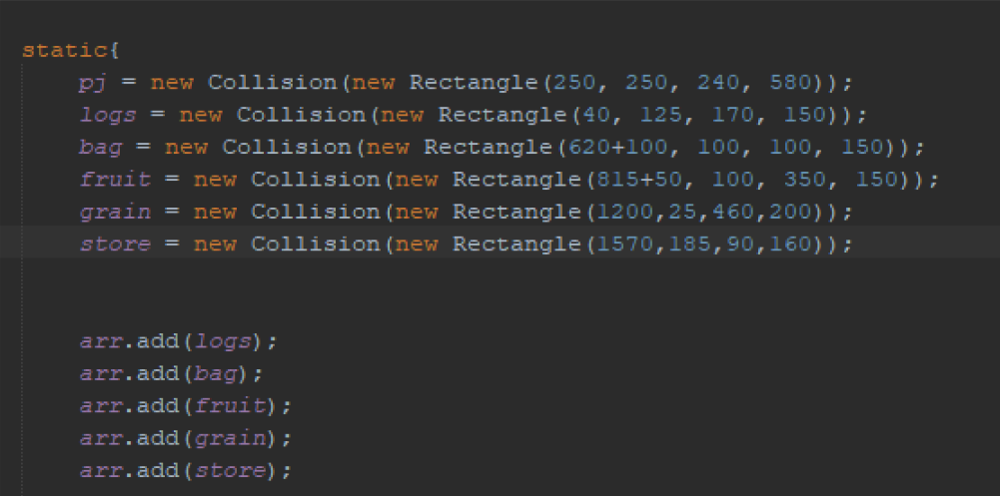 static{
pj = new Collision(new Rectangle(250, 250, 240, 580));
logs = new Collision(new Rectangle(40, 125, 170, 150));
bag = new Collision(new Rectangle(620+100, 100, 100, 150));
fruit = new Collision(new Rectangle(815+50, 100, 350, 150));
grain = new Collision(new Rectangle(1200,25,460,200));
store = new Collision(new Rectangle(1570,185,90,160));
arr.add(logs);
arr.add(bag);
arr.add(fruit);
arr.add(grain);
arr.add(store);